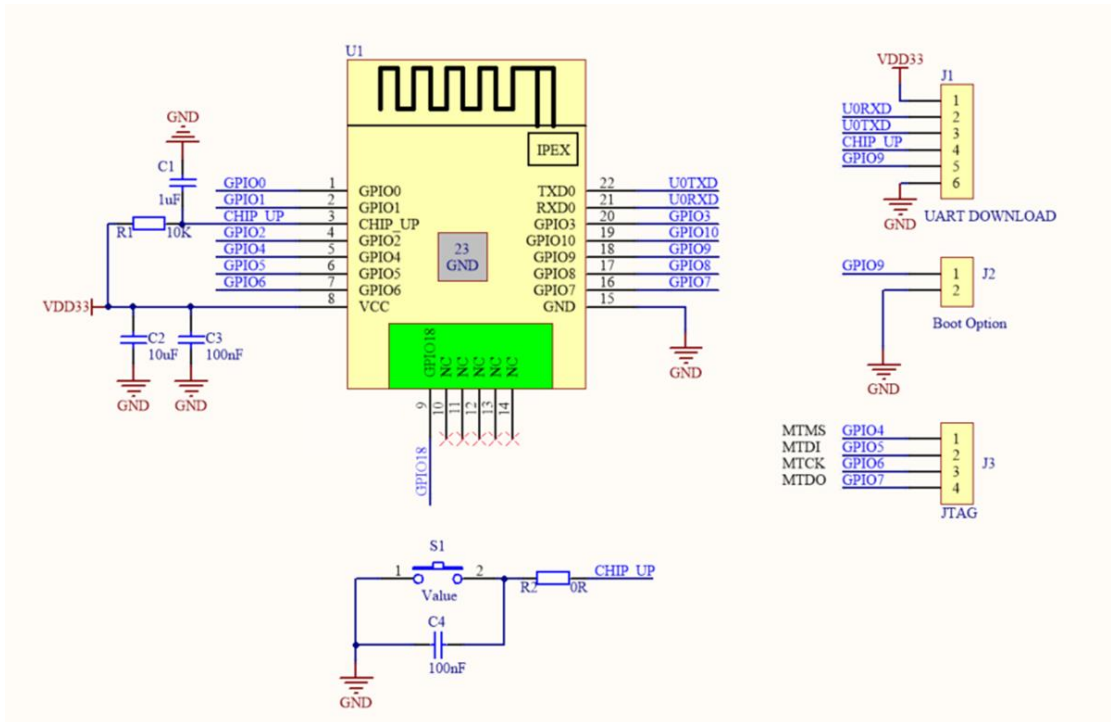 U1
IPEX
GND
C1
1uF
R1
10K
VDD33
C2
10uF
C3
100nF
GND
GND
GPIO0 1 GPIO0
GPIO1 2 GPIO1
CHIP_UP 3 CHIP_UP
GPIO2 4 GPIO2
GPIO4 5 GPIO4
GPIO5 6 GPIO5
GPIO6 7 GPIO6
8 VCC
23
GND
TXD0 22 U0TXD
RXD0 21 U0RXD
GPIO3 20 GPIO3
GPIO10 19 GPIO10
GPIO9 18 GPIO9
GPIO8 17 GPIO8
GPIO7 16 GPIO7
GND 15
GND
GPIO18
NC
NC
NC
NC
NC
9
10
11
12
13
14
GPIO18
VDD33
J1
1
U0RXD 2
U0TXD 3
CHIP_UP 4
GPIO9 5
6
GND
UART DOWNLOAD
GPIO9 1
2
J2
Boot Option
GND
MTMS GPIO4 1
MTDI GPIO5 2
MTCK GPIO6 3
MTDO GPIO7 4
J3
JTAG
S1
1 2
Value
R2 0R
CHIP_UP
C4
100nF
GND